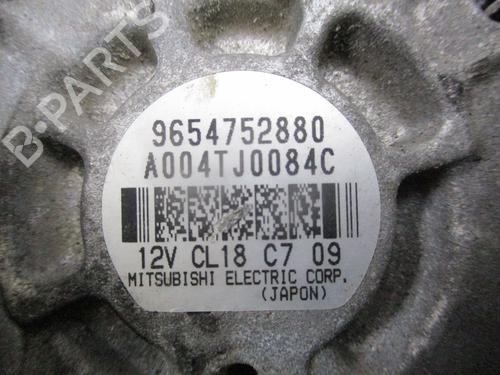 B-PARTS
9654752880
A004TJ0084C
12V CL18 C7 09
MITSUBISHI ELECTRIC CORP.
(JAPON)